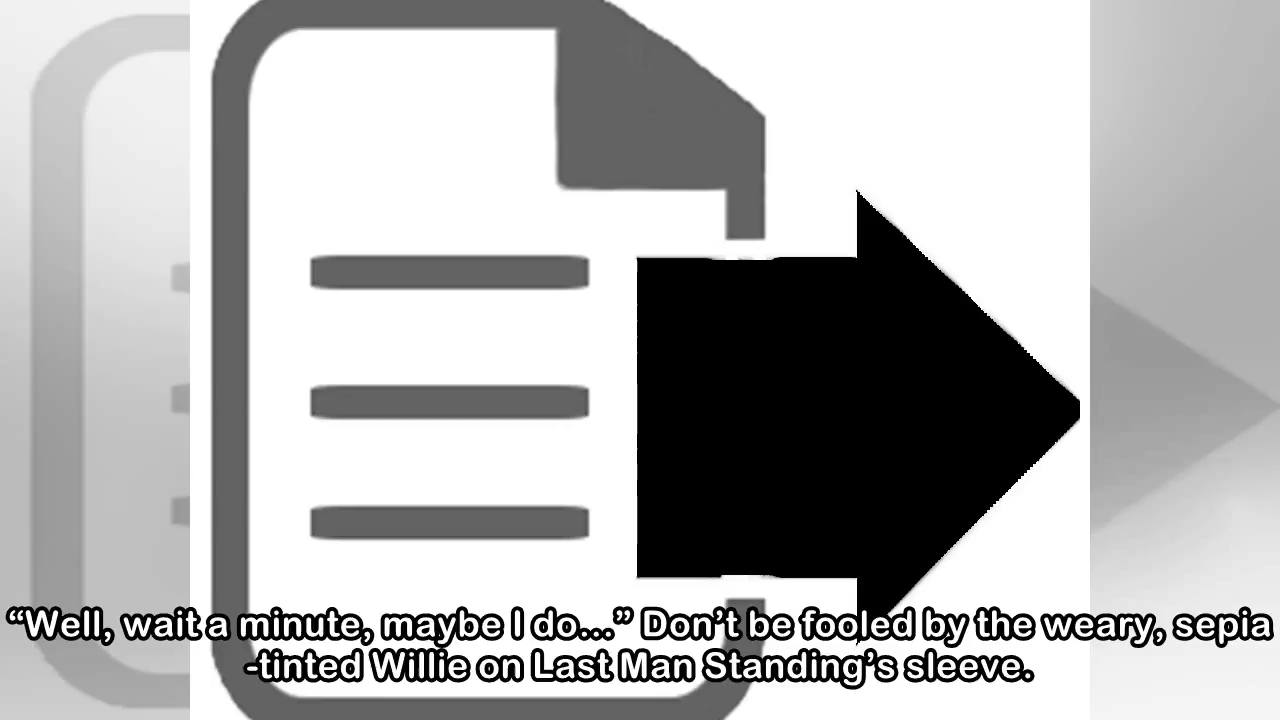 “Well, wait a minute, maybe I do...” Don’t be fooled by the weary, sepia
-tinted Willie on Last Man Standing’s sleeve.